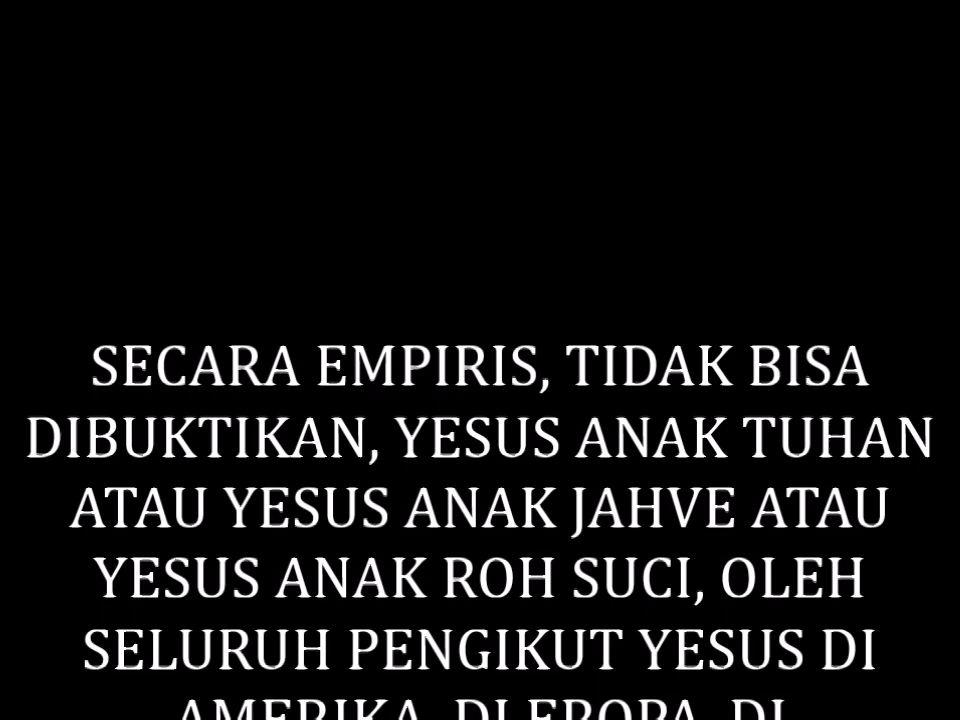 SECARA EMPIRIS, TIDAK BISA
DIBUKTIKAN, YESUS ANAK TUHAN
ATAU YESUS ANAK JAHVE ATAU
YESUS ANAK ROH SUCI, OLEH
SELURUH PENGIKUT YESUS DI
AMERIKA, DI EROPA, DI